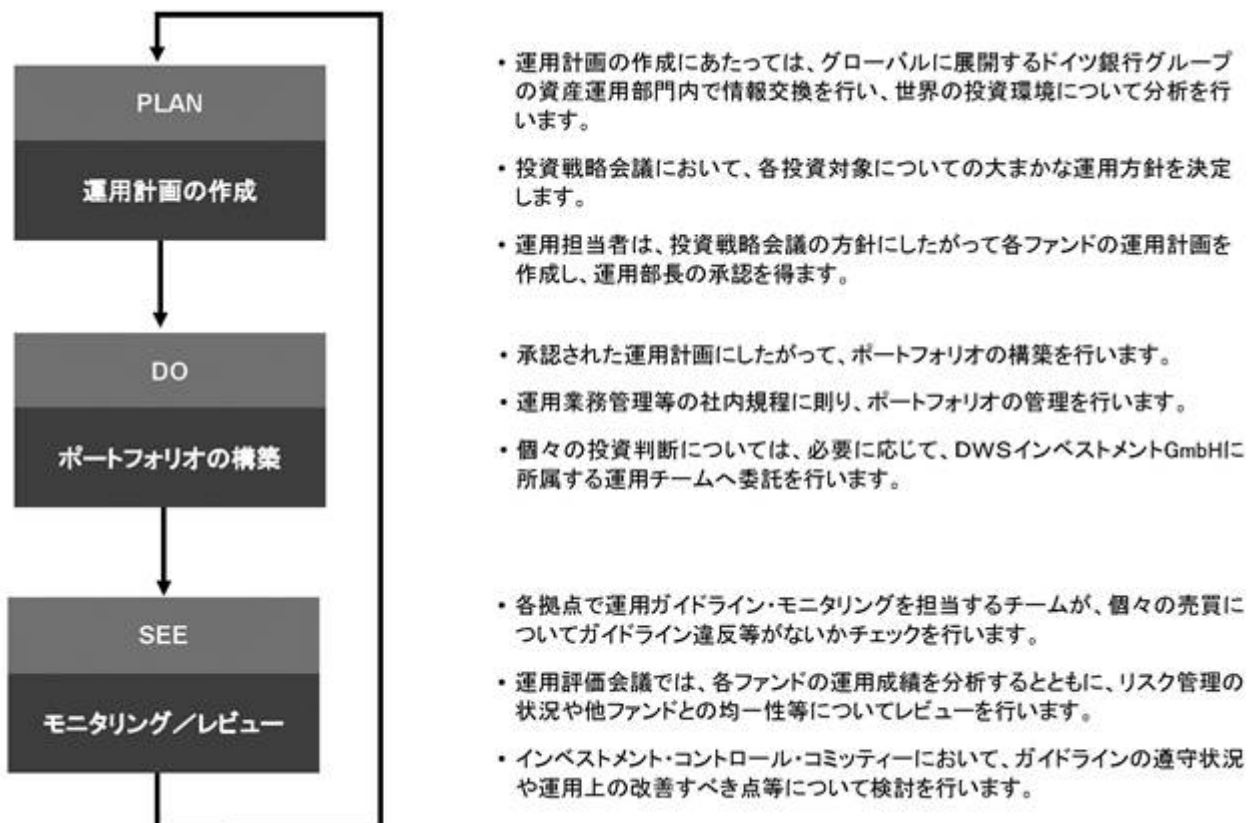 PLAN
運用計画の作成
・運用計画の作成にあたっては、グローバルに展開するドイツ銀行グループ
の資産運用部門内で情報交換を行い、世界の投資環境について分析を行
います。
・投資戦略会議において、各投資対象についての大まかな運用方針を決定
します。
・運用担当者は、投資戦略会議の方針にしたがって各ファンドの運用計画を
作成し、運用部長の承認を得ます。
DO
ポートフォリオの構築
・承認された運用計画にしたがって、ポートフォリオの構築を行います。
・運用業務管理等の社内規程に則り、ポートフォリオの管理を行います。
・個々の投資判断については、必要に応じて、DWSインベストメントGmbHに
所属する運用チームへ委託を行います。
SEE
モニタリング／レビュー
・各拠点で運用ガイドライン・モニタリングを担当するチームが、個々の売買に
ついてガイドライン違反等がないかチェックを行います。
・運用評価会議では、各ファンドの運用成績を分析するとともに、リスク管理の
状況や他ファンドとの均一性等についてレビューを行います。
・インベストメント・コントロール・コミッティーにおいて、ガイドラインの遵守状況
や運用上の改善すべき点等について検討を行います。